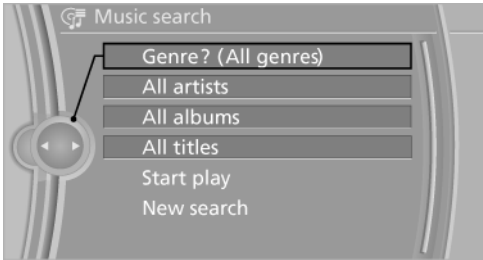 Music search
Genre? (All genres)
All artists
All albums
All titles
Start play
New search